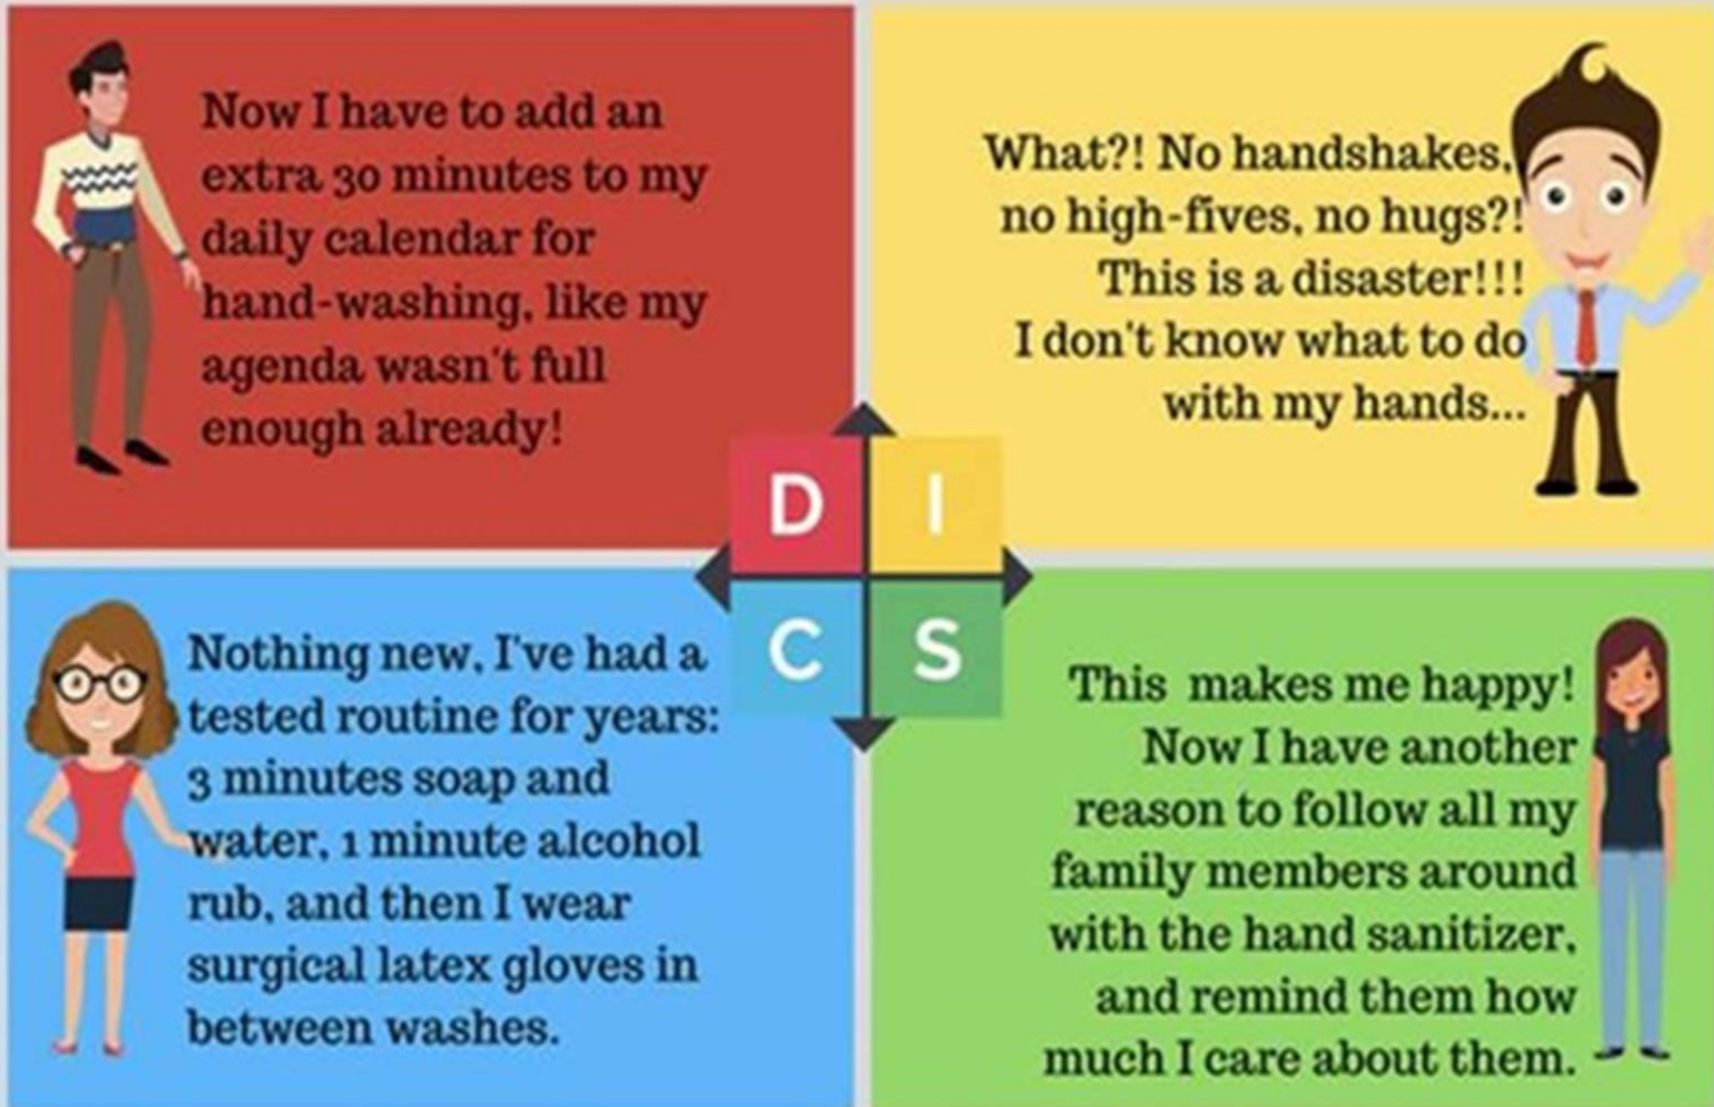 Now I have to add an
extra 30 minutes to my
daily calendar for
hand-washing, like my
agenda wasn't full
enough already!
What?! No handshakes,
no high-fives, no hugs?!
This is a disaster!!!
I don't know what to do
with my hands...
D I
C S
Nothing new, I've had a
tested routine for years:
3 minutes soap and
water, 1 minute alcohol
rub, and then I wear
surgical latex gloves in
between washes.
This makes me happy!
Now I have another
reason to follow all my
family members around
with the hand sanitizer,
and remind them how
much I care about them.